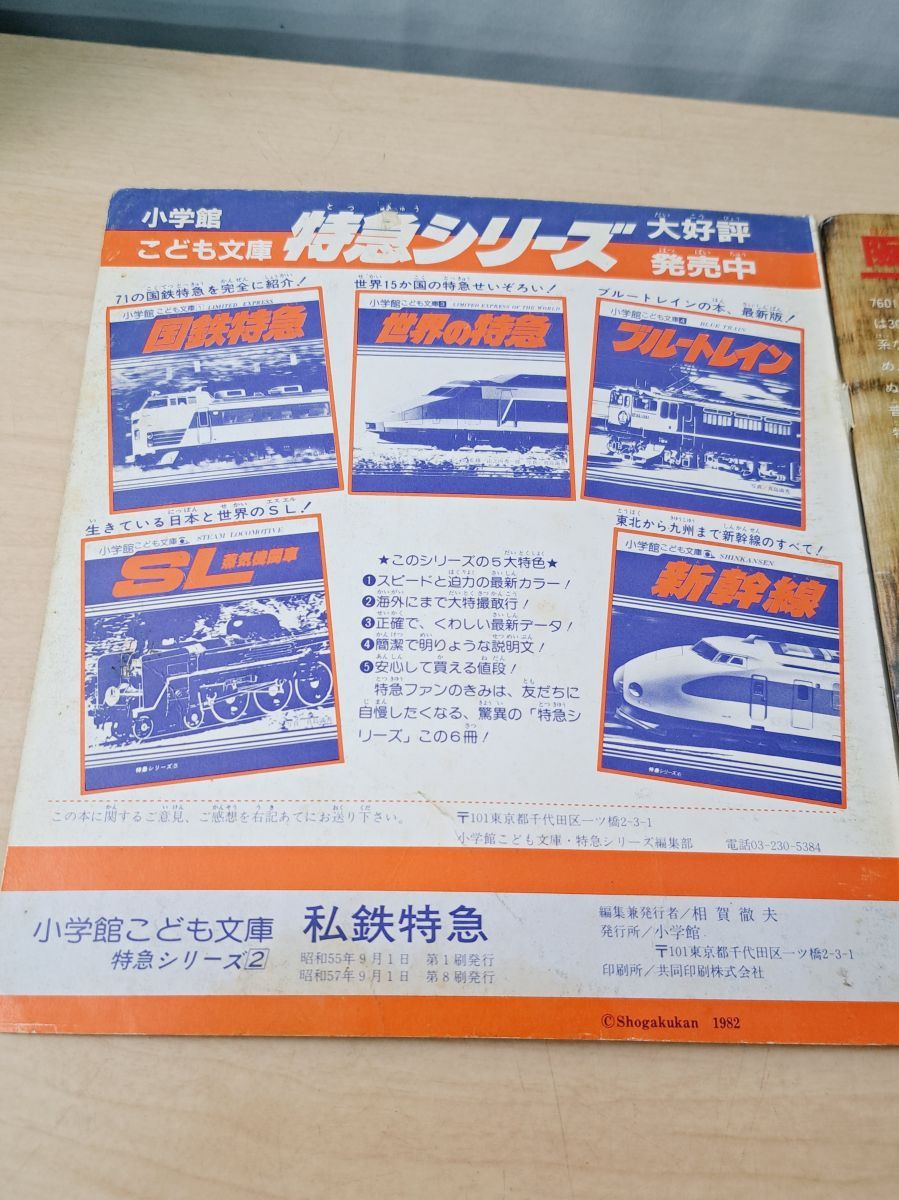 小学館
こども文庫
特急シリーズ
大好評
発売中
71の国鉄特急を完全に紹介!
小学館こども文庫① LIMITED EXPRESS
国鉄特急
世界15か国の特急せいぞろい!
小学館こども文庫③ LIMITED EXPRESS OF THE WORLD
世界の特急
ブルートレインの本、最新版!
小学館こども文庫④ BLUE TRAIN
ブルートレイン
生きている日本と世界のSL!
小学館こども文庫 STEAM LOCOMOTIVE
SL蒸気機関車
特急シリーズ⑤
★このシリーズの5大特色★
❶スピードと迫力の最新カラー!
❷海外にまで大特撮敢行!
❸正確で、くわしい最新データ!
❹簡潔で明りょうな説明文!
❺安心して買える値段!
特急ファンのきみは、友だちに
自慢したくなる、驚異の「特急シ
リーズ」この6冊!
東北から九州まで新幹線のすべて!
小学館こども文庫 SHINKANSEN
新幹線
特急シリーズ⑥
この本に関するご意見、ご感想を右記あてにお送り下さい。
〒101東京都千代田区一ツ橋2-3-1
小学館こども文庫・特急シリーズ編集部 電話03-230-5384
小学館こども文庫
特急シリーズ2
私鉄特急
昭和55年9月1日 第1刷発行
昭和57年9月1日 第8刷発行
編集兼発行者/相賀徹夫
発行所/小学館
〒101東京都千代田区一ツ橋2-3-1
印刷所/共同印刷株式会社
©Shogakukan 1982
7601
は30
系
め
ぬ